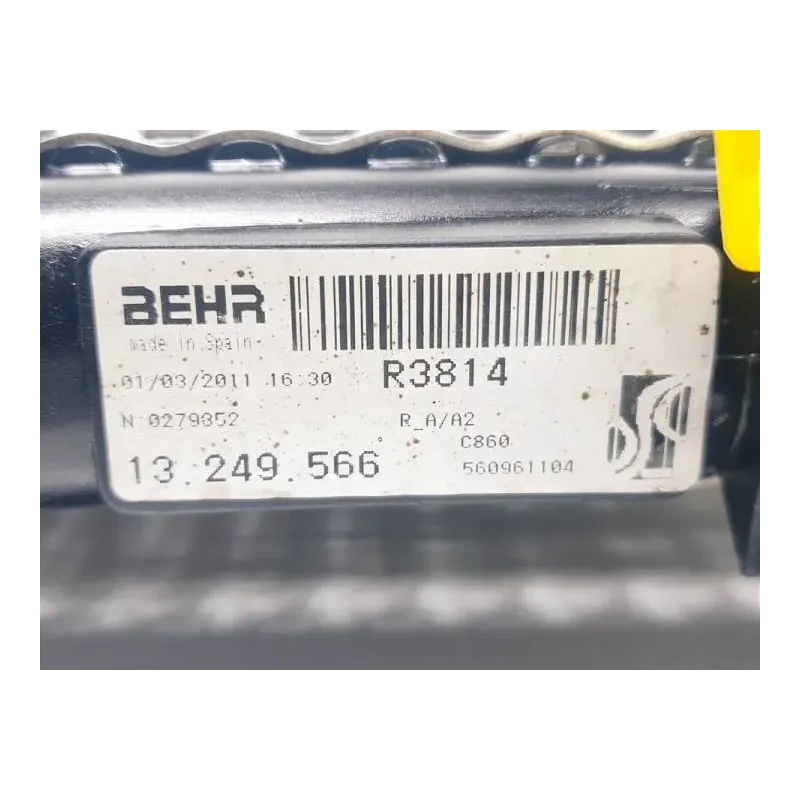 BEHR
made in Spain
01/03/2011 16:30 R3814
N 0279852 R_A/A2
C860
13.249.566 560961104